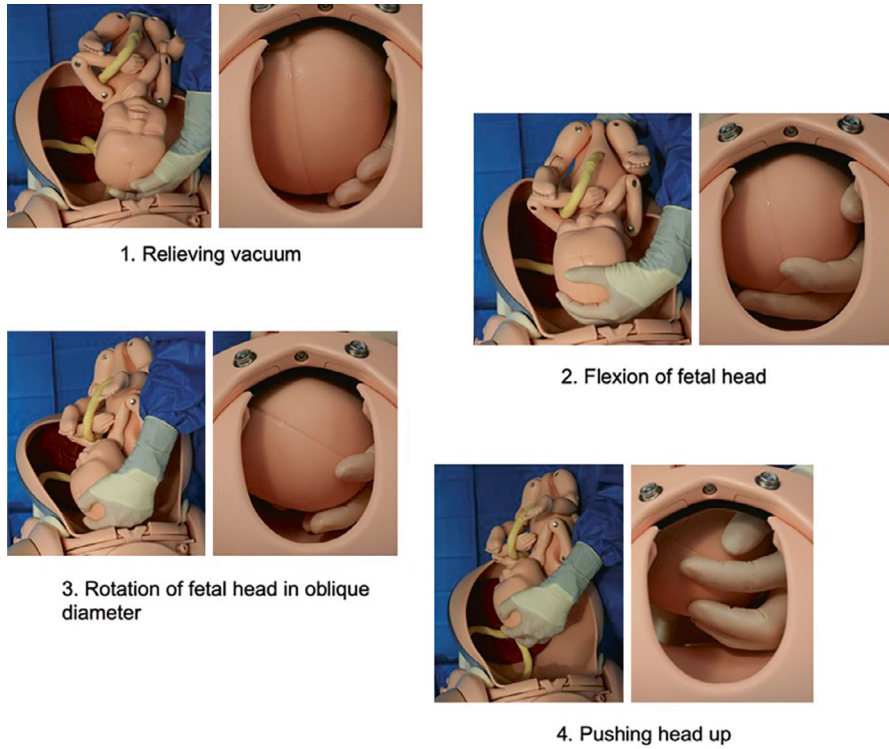 1. Relieving vacuum
2. Flexion of fetal head
3. Rotation of fetal head in oblique
diameter
4. Pushing head up